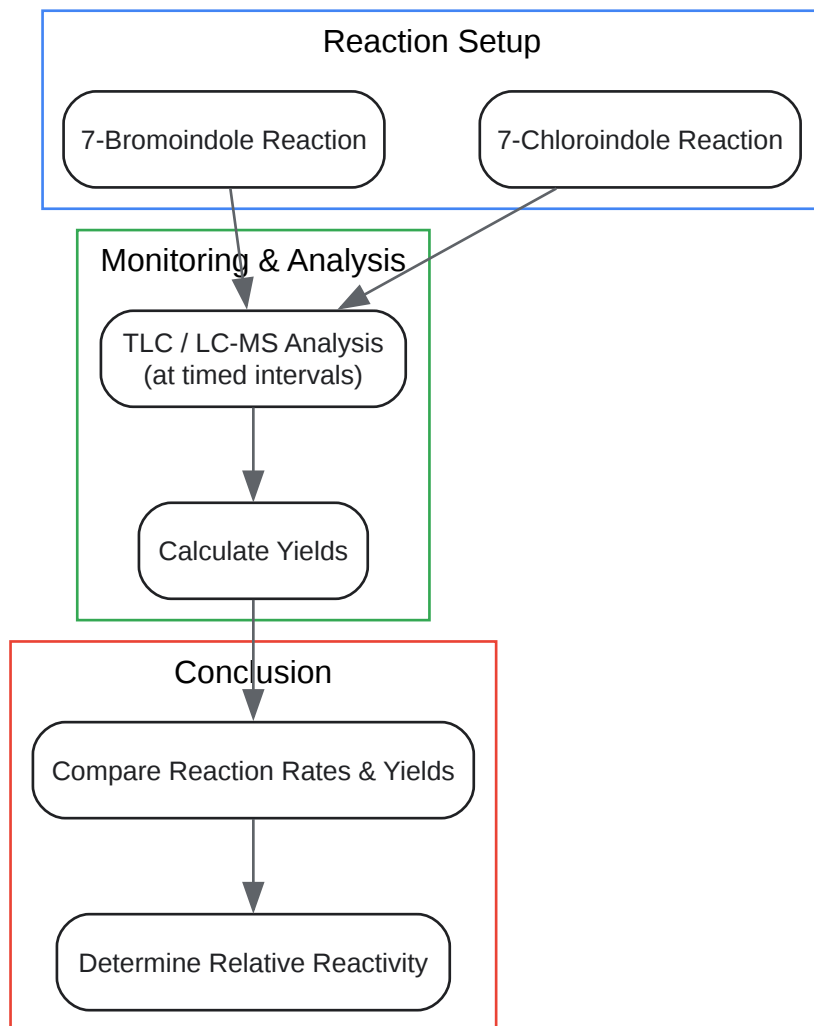 Reaction Setup
7-Bromoindole Reaction
7-Chloroindole Reaction
Monitoring & Analysis
TLC / LC-MS Analysis
(at timed intervals)
Calculate Yields
Conclusion
Compare Reaction Rates & Yields
Determine Relative Reactivity